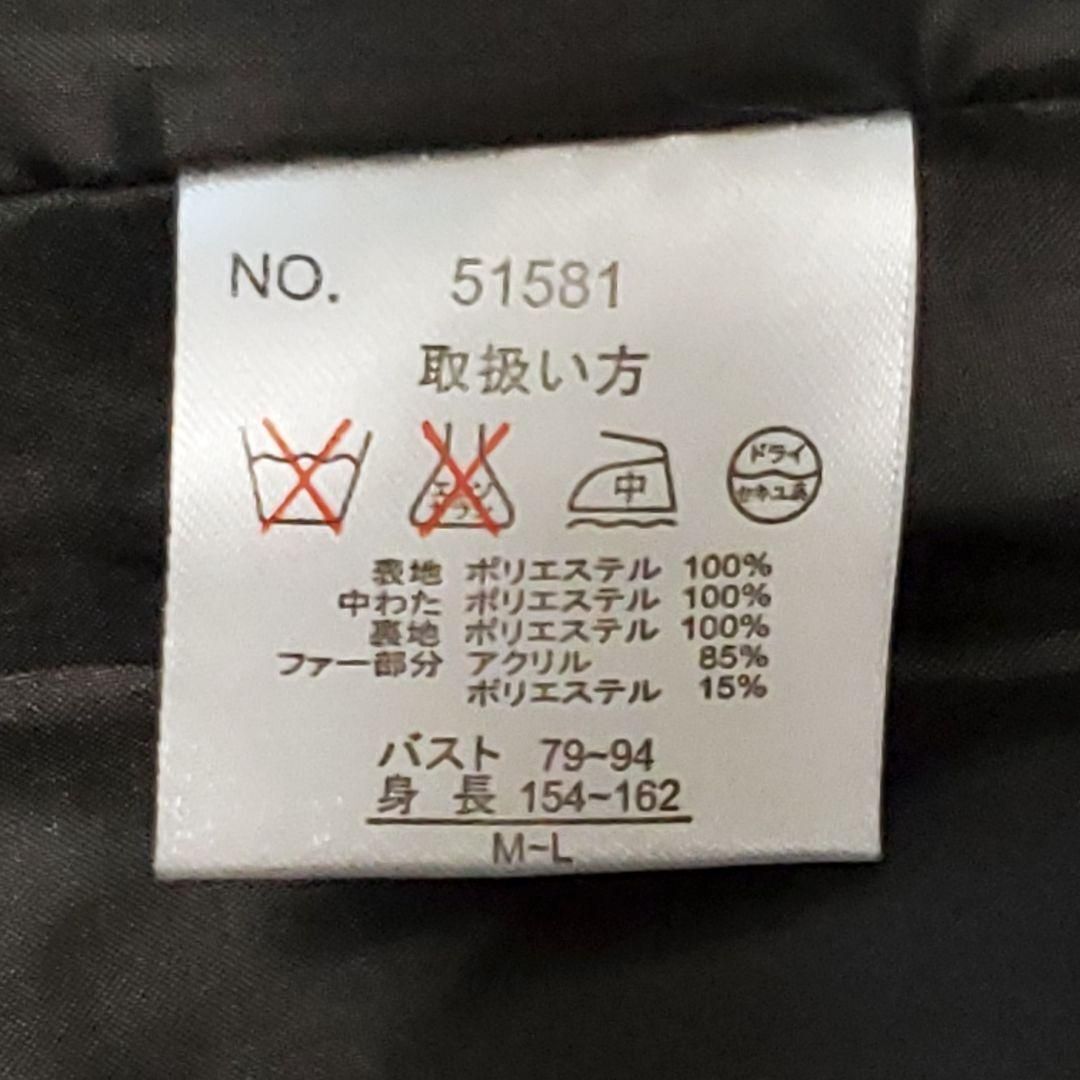 NO. 51581
取扱い方
エンソ
サラシ
中
ドライ
セキユ系
表地 ポリエステル 100%
中わた ポリエステル 100%
裏地 ポリエステル 100%
ファー部分 アクリル 85%
ポリエステル 15%
バスト 79~94
身長 154~162
M~L